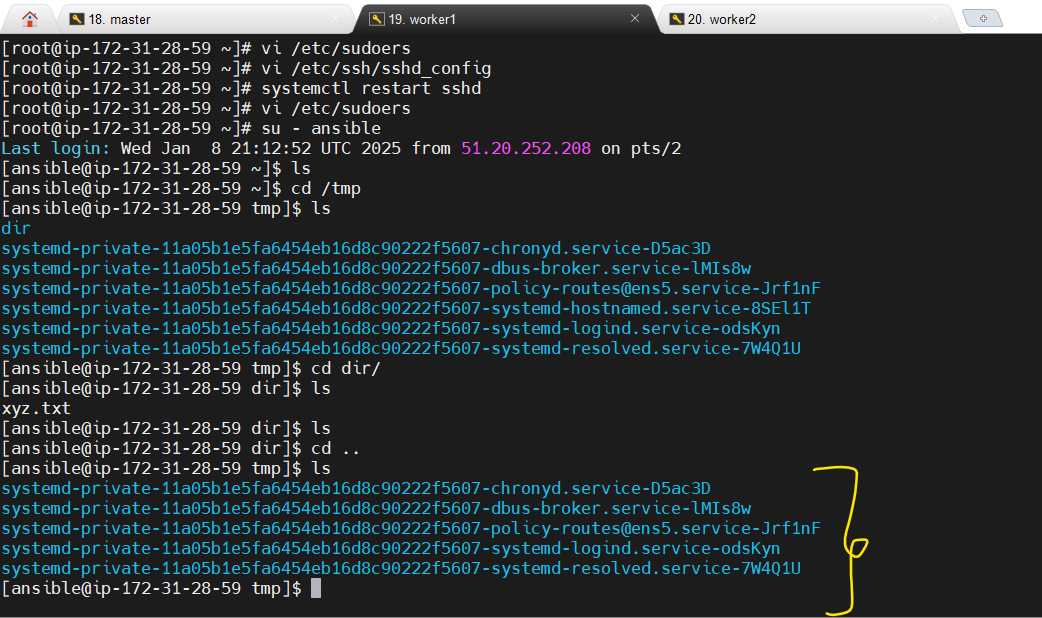 18. master
19. worker1
20. worker2
[root@ip-172-31-28-59 ~]# vi /etc/sudoers
[root@ip-172-31-28-59 ~]# vi /etc/ssh/sshd_config
[root@ip-172-31-28-59 ~]# systemctl restart sshd
[root@ip-172-31-28-59 ~]# vi /etc/sudoers
[root@ip-172-31-28-59 ~]# su - ansible
Last login: Wed Jan  8 21:12:52 UTC 2025 from 51.20.252.208 on pts/2
[ansible@ip-172-31-28-59 ~]$ ls
[ansible@ip-172-31-28-59 ~]$ cd /tmp
[ansible@ip-172-31-28-59 tmp]$ ls
dir
systemd-private-11a05b1e5fa6454eb16d8c90222f5607-chronyd.service-D5ac3D
systemd-private-11a05b1e5fa6454eb16d8c90222f5607-dbus-broker.service-lMIs8w
systemd-private-11a05b1e5fa6454eb16d8c90222f5607-policy-routes@ens5.service-Jrf1nF
systemd-private-11a05b1e5fa6454eb16d8c90222f5607-systemd-hostnamed.service-8SEl1T
systemd-private-11a05b1e5fa6454eb16d8c90222f5607-systemd-logind.service-odsKyn
systemd-private-11a05b1e5fa6454eb16d8c90222f5607-systemd-resolved.service-7W4Q1U
[ansible@ip-172-31-28-59 tmp]$ cd dir/
[ansible@ip-172-31-28-59 dir]$ ls
xyz.txt
[ansible@ip-172-31-28-59 dir]$ ls
[ansible@ip-172-31-28-59 dir]$ cd ..
[ansible@ip-172-31-28-59 tmp]$ ls
systemd-private-11a05b1e5fa6454eb16d8c90222f5607-chronyd.service-D5ac3D
systemd-private-11a05b1e5fa6454eb16d8c90222f5607-dbus-broker.service-lMIs8w
systemd-private-11a05b1e5fa6454eb16d8c90222f5607-policy-routes@ens5.service-Jrf1nF
systemd-private-11a05b1e5fa6454eb16d8c90222f5607-systemd-logind.service-odsKyn
systemd-private-11a05b1e5fa6454eb16d8c90222f5607-systemd-resolved.service-7W4Q1U
[ansible@ip-172-31-28-59 tmp]$